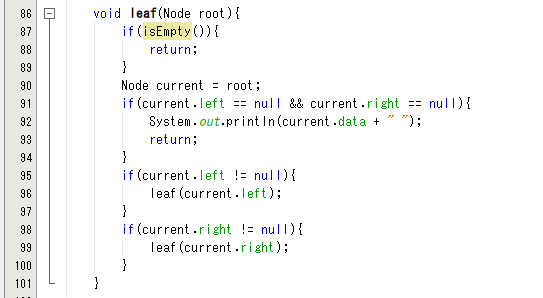 86 void leaf(Node root){
87 if(isEmpty()){
88 return;
89 }
90 Node current = root;
91 if(current.left == null && current.right == null){
92 System.out.println(current.data + " ");
93 return;
94 }
95 if(current.left != null){
96 leaf(current.left);
97 }
98 if(current.right != null){
99 leaf(current.right);
100 }
101 }